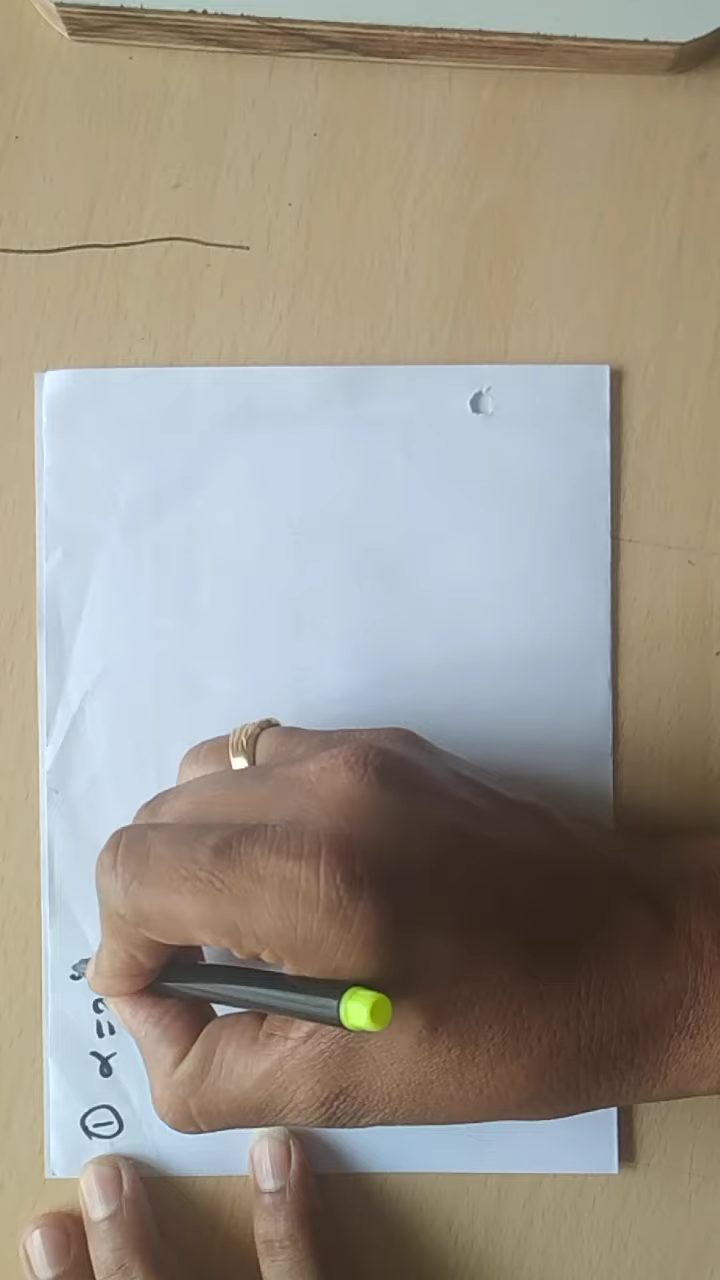 ① α =